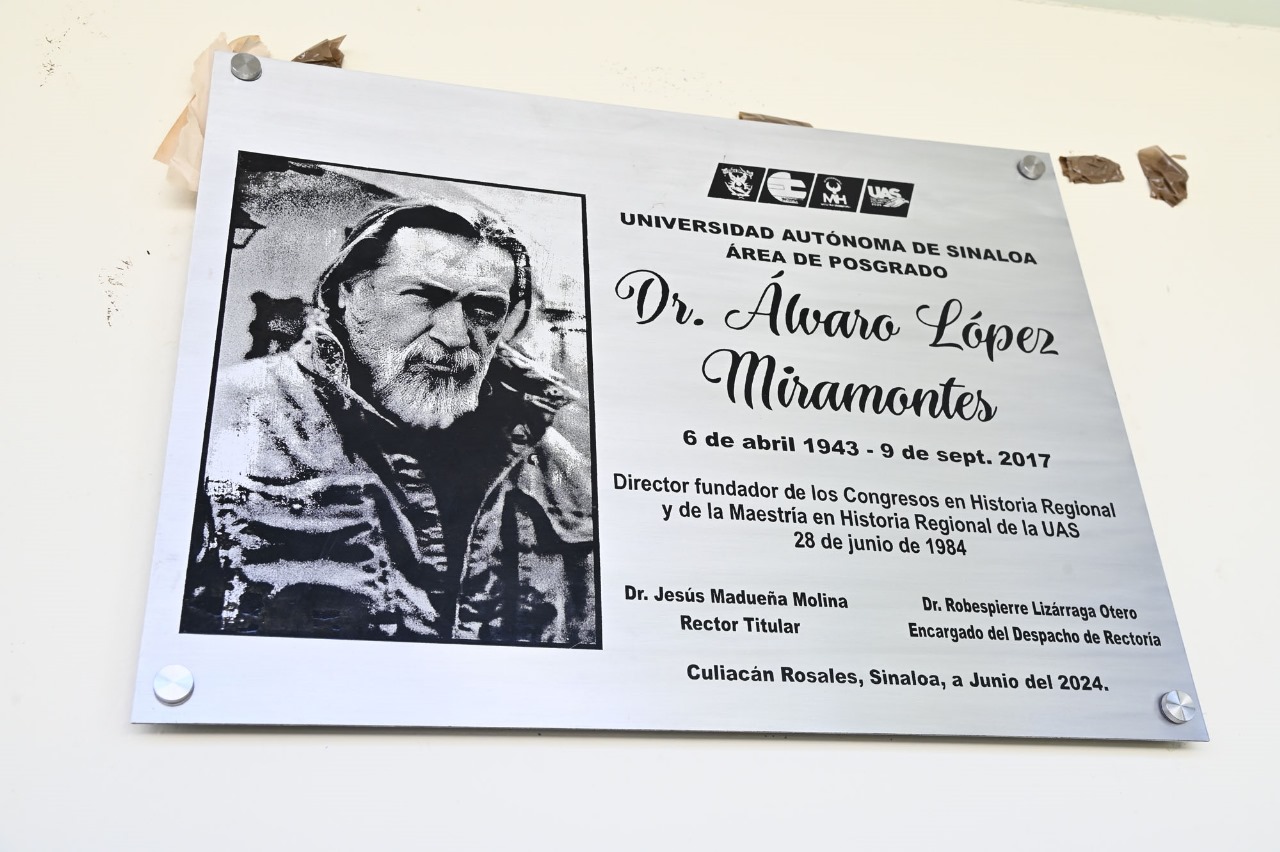 MH
UAS
UNIVERSIDAD AUTÓNOMA DE SINALOA
ÁREA DE POSGRADO
Dr. Álvaro López
Miramontes
6 de abril 1943 - 9 de sept. 2017
Director fundador de los Congresos en Historia Regional
y de la Maestría en Historia Regional de la UAS
28 de junio de 1984
Dr. Jesús Madueña Molina
Rector Titular
Dr. Robespierre Lizárraga Otero
Encargado del Despacho de Rectoría
Culiacán Rosales, Sinaloa, a Junio del 2024.